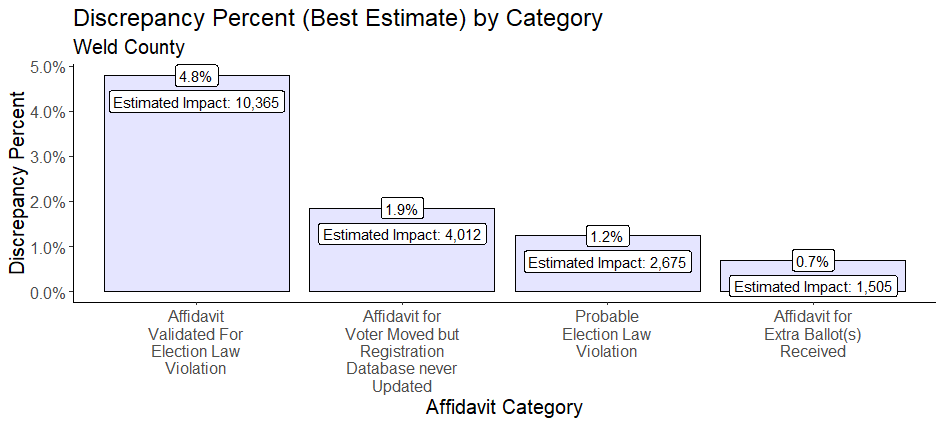 Discrepancy Percent (Best Estimate) by Category
Weld County
Discrepancy Percent
5.0%
4.0%
3.0%
2.0%
1.0%
0.0%
4.8%
Estimated Impact: 10,365
1.9%
Estimated Impact: 4,012
1.2%
Estimated Impact: 2,675
0.7%
Estimated Impact: 1,505
Affidavit
Validated For
Election Law
Violation
Affidavit for
Voter Moved but
Registration
Database never
Updated
Probable
Election Law
Violation
Affidavit for
Extra Ballot(s)
Received
Affidavit Category